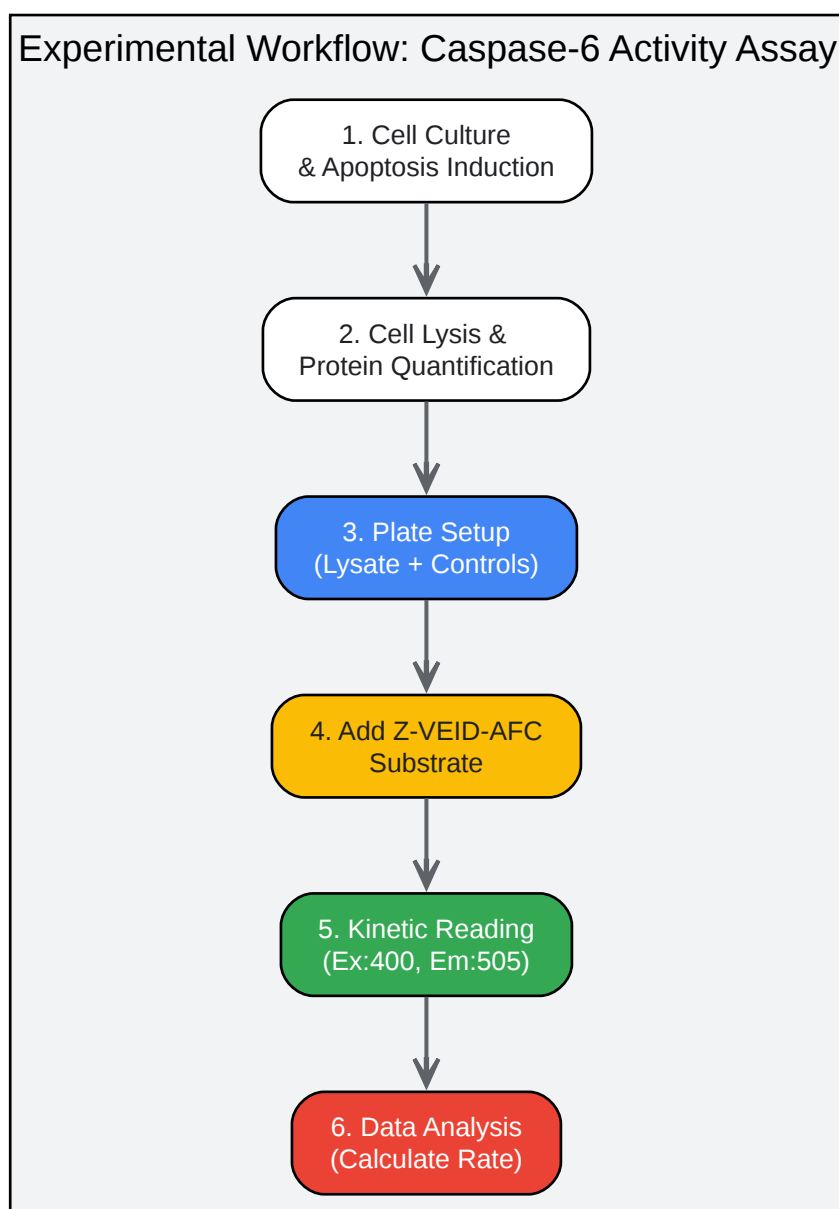 Experimental Workflow: Caspase-6 Activity Assay
1. Cell Culture
& Apoptosis Induction
2. Cell Lysis &
Protein Quantification
3. Plate Setup
(Lysate + Controls)
4. Add Z-VEID-AFC
Substrate
5. Kinetic Reading
(Ex:400, Em:505)
6. Data Analysis
(Calculate Rate)